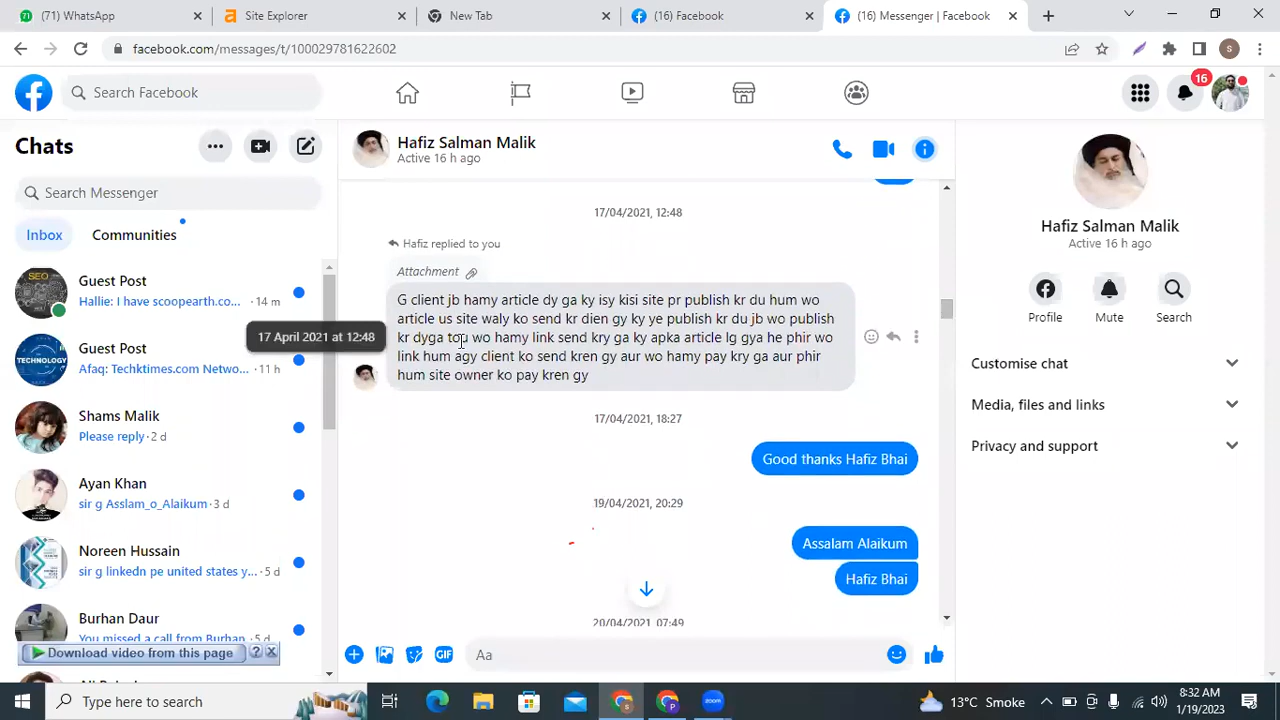 (71) WhatsApp
Site Explorer
New Tab
(16) Facebook
(16) Messenger | Facebook
facebook.com/messages/t/100029781622602
S
Search Facebook
16
Chats
Search Messenger
Inbox
Communities
Guest Post
Hallie: I have scoopearth.co... · 14 m
Guest Post
Afaq: Techktimes.com Netwo... · 11 h
Shams Malik
Please reply · 2 d
Ayan Khan
sir g Asslam_o_Alaikum · 3 d
Noreen Hussain
sir g linkedn pe united states y... · 5 d
Burhan Daur
You missed a call from Burhan · 5 d
Download video from this page
? X
SEO
TECHNOLOGY
17 April 2021 at 12:48
Hafiz Salman Malik
Active 16 h ago
17/04/2021, 12:48
Hafiz replied to you
Attachment
G client jb hamy article dy ga ky isy kisi site pr publish kr du hum wo
article us site waly ko send kr dien gy ky ye publish kr du jb wo publish
kr dyga top wo hamy link send kry ga ky apka article lg gya he phir wo
link hum agy client ko send kren gy aur wo hamy pay kry ga aur phir
hum site owner ko pay kren gy
17/04/2021, 18:27
Good thanks Hafiz Bhai
19/04/2021, 20:29
Assalam Alaikum
Hafiz Bhai
20/04/2021, 07:49
GIF
Aa
Hafiz Salman Malik
Active 16 h ago
Profile
Mute
Search
Customise chat
Media, files and links
Privacy and support
Type here to search
13°C Smoke
8:32 AM
1/19/2023